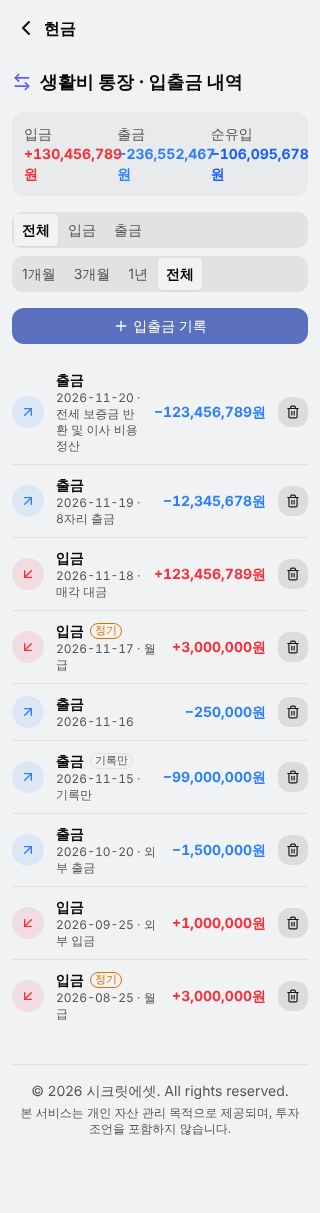 현금
생활비 통장 · 입출금 내역
입금 출금 순유입
+130,456,789 −236,552,467 −106,095,678
원 원 원
전체 입금 출금
1개월 3개월 1년 전체
+ 입출금 기록
출금
2026-11-20 ·
전세 보증금 반
환 및 이사 비용
정산
−123,456,789원
출금
2026-11-19 ·
8자리 출금
−12,345,678원
입금
2026-11-18 ·
매각 대금
+123,456,789원
입금 정기
2026-11-17 · 월
급
+3,000,000원
출금
2026-11-16
−250,000원
출금 기록만
2026-11-15 ·
기록만
−99,000,000원
출금
2026-10-20 · 외
부 출금
−1,500,000원
입금
2026-09-25 · 외
부 입금
+1,000,000원
입금 정기
2026-08-25 · 월
급
+3,000,000원
© 2026 시크릿에셋. All rights reserved.
본 서비스는 개인 자산 관리 목적으로 제공되며, 투자
조언을 포함하지 않습니다.